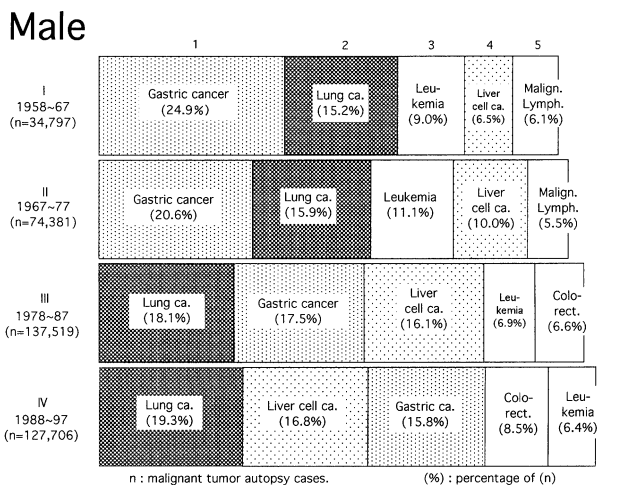 Male
1 2 3 4 5
I
1958~67
(n=34,797)
Gastric cancer
(24.9%)
Lung ca.
(15.2%)
Leu-
kemia
(9.0%)
Liver
cell ca.
(6.5%)
Malign.
Lymph.
(6.1%)
II
1967~77
(n=74,381)
Gastric cancer
(20.6%)
Lung ca.
(15.9%)
Leukemia
(11.1%)
Liver
cell ca.
(10.0%)
Malign.
Lymph.
(5.5%)
III
1978~87
(n=137,519)
Lung ca.
(18.1%)
Gastric cancer
(17.5%)
Liver
cell ca.
(16.1%)
Leu-
kemia
(6.9%)
Colo-
rect.
(6.6%)
IV
1988~97
(n=127,706)
Lung ca.
(19.3%)
Liver cell ca.
(16.8%)
Gastric ca.
(15.8%)
Colo-
rect.
(8.5%)
Leu-
kemia
(6.4%)
n : malignant tumor autopsy cases. (%) : percentage of (n)